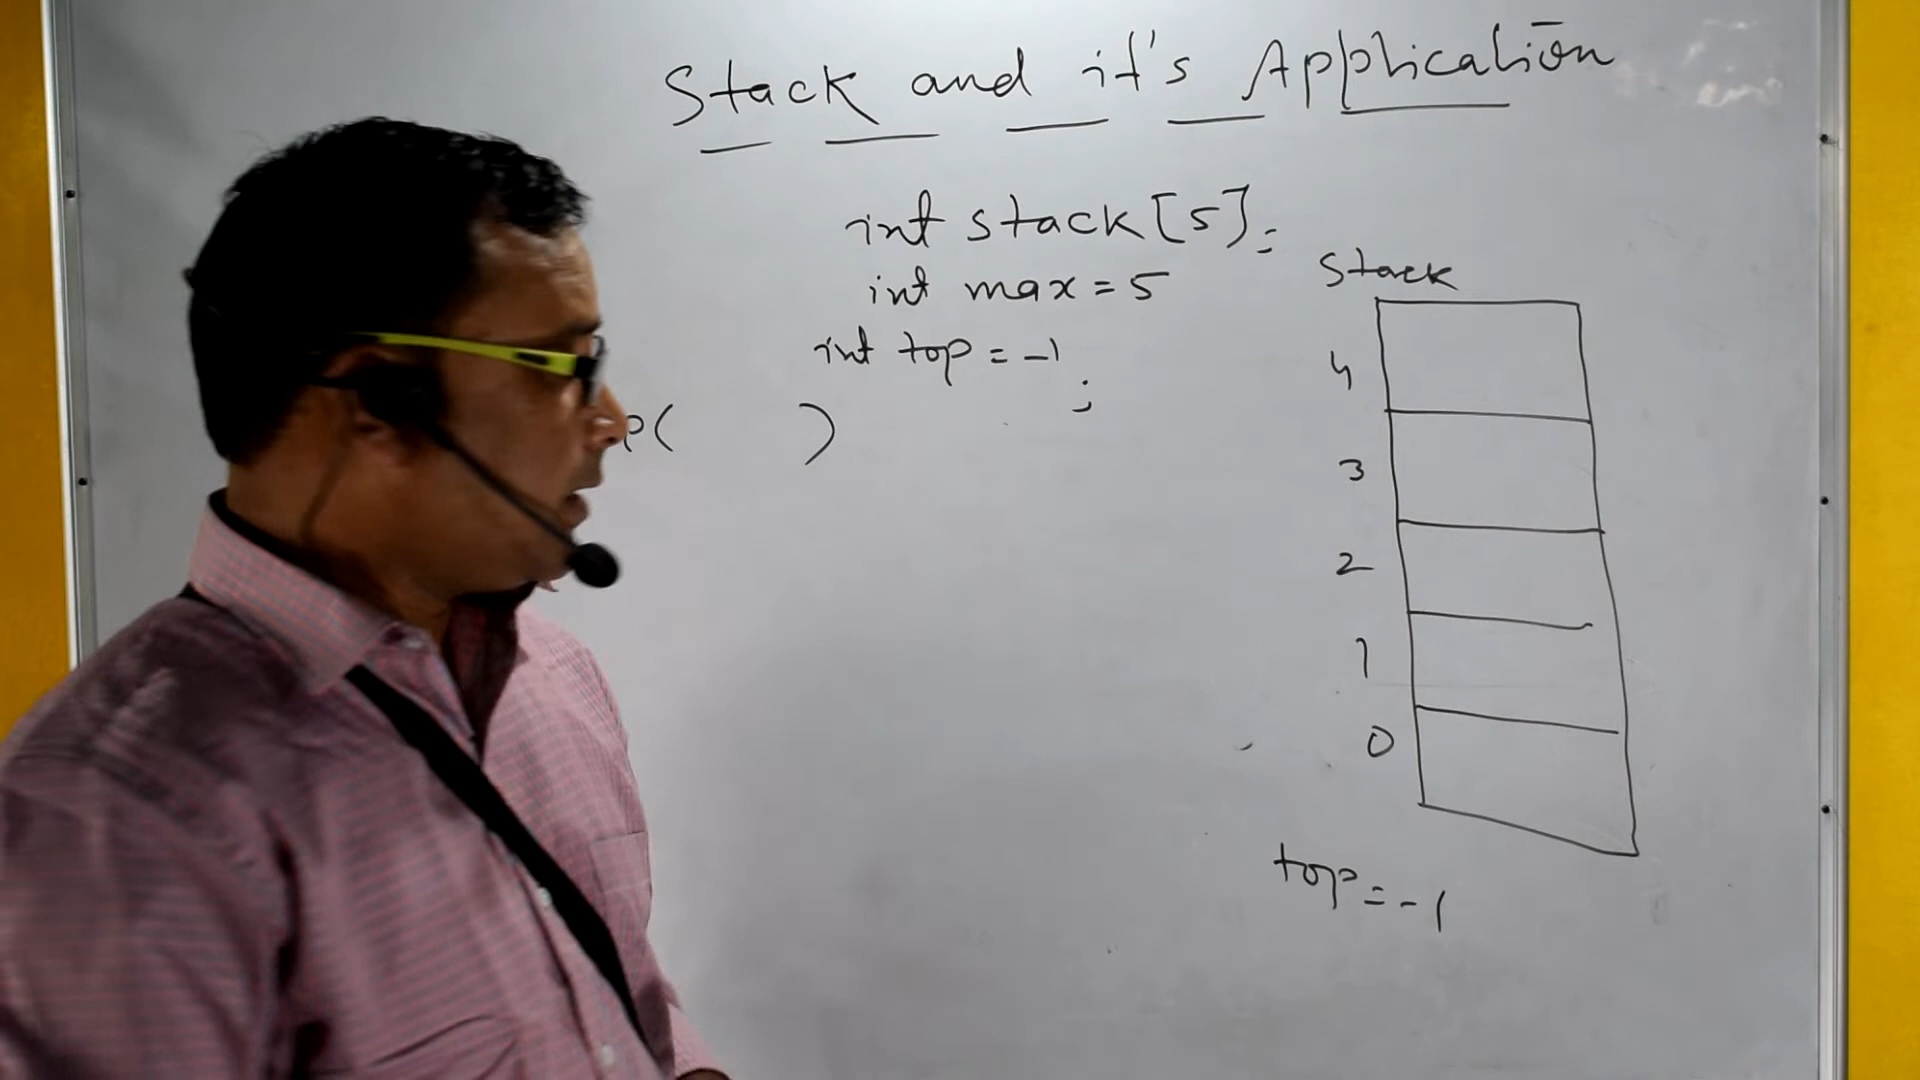 Stack and it's Application
int stack[5];
int max = 5
int top = -1;
p( )
Stack
4
3
2
1
0
top = -1